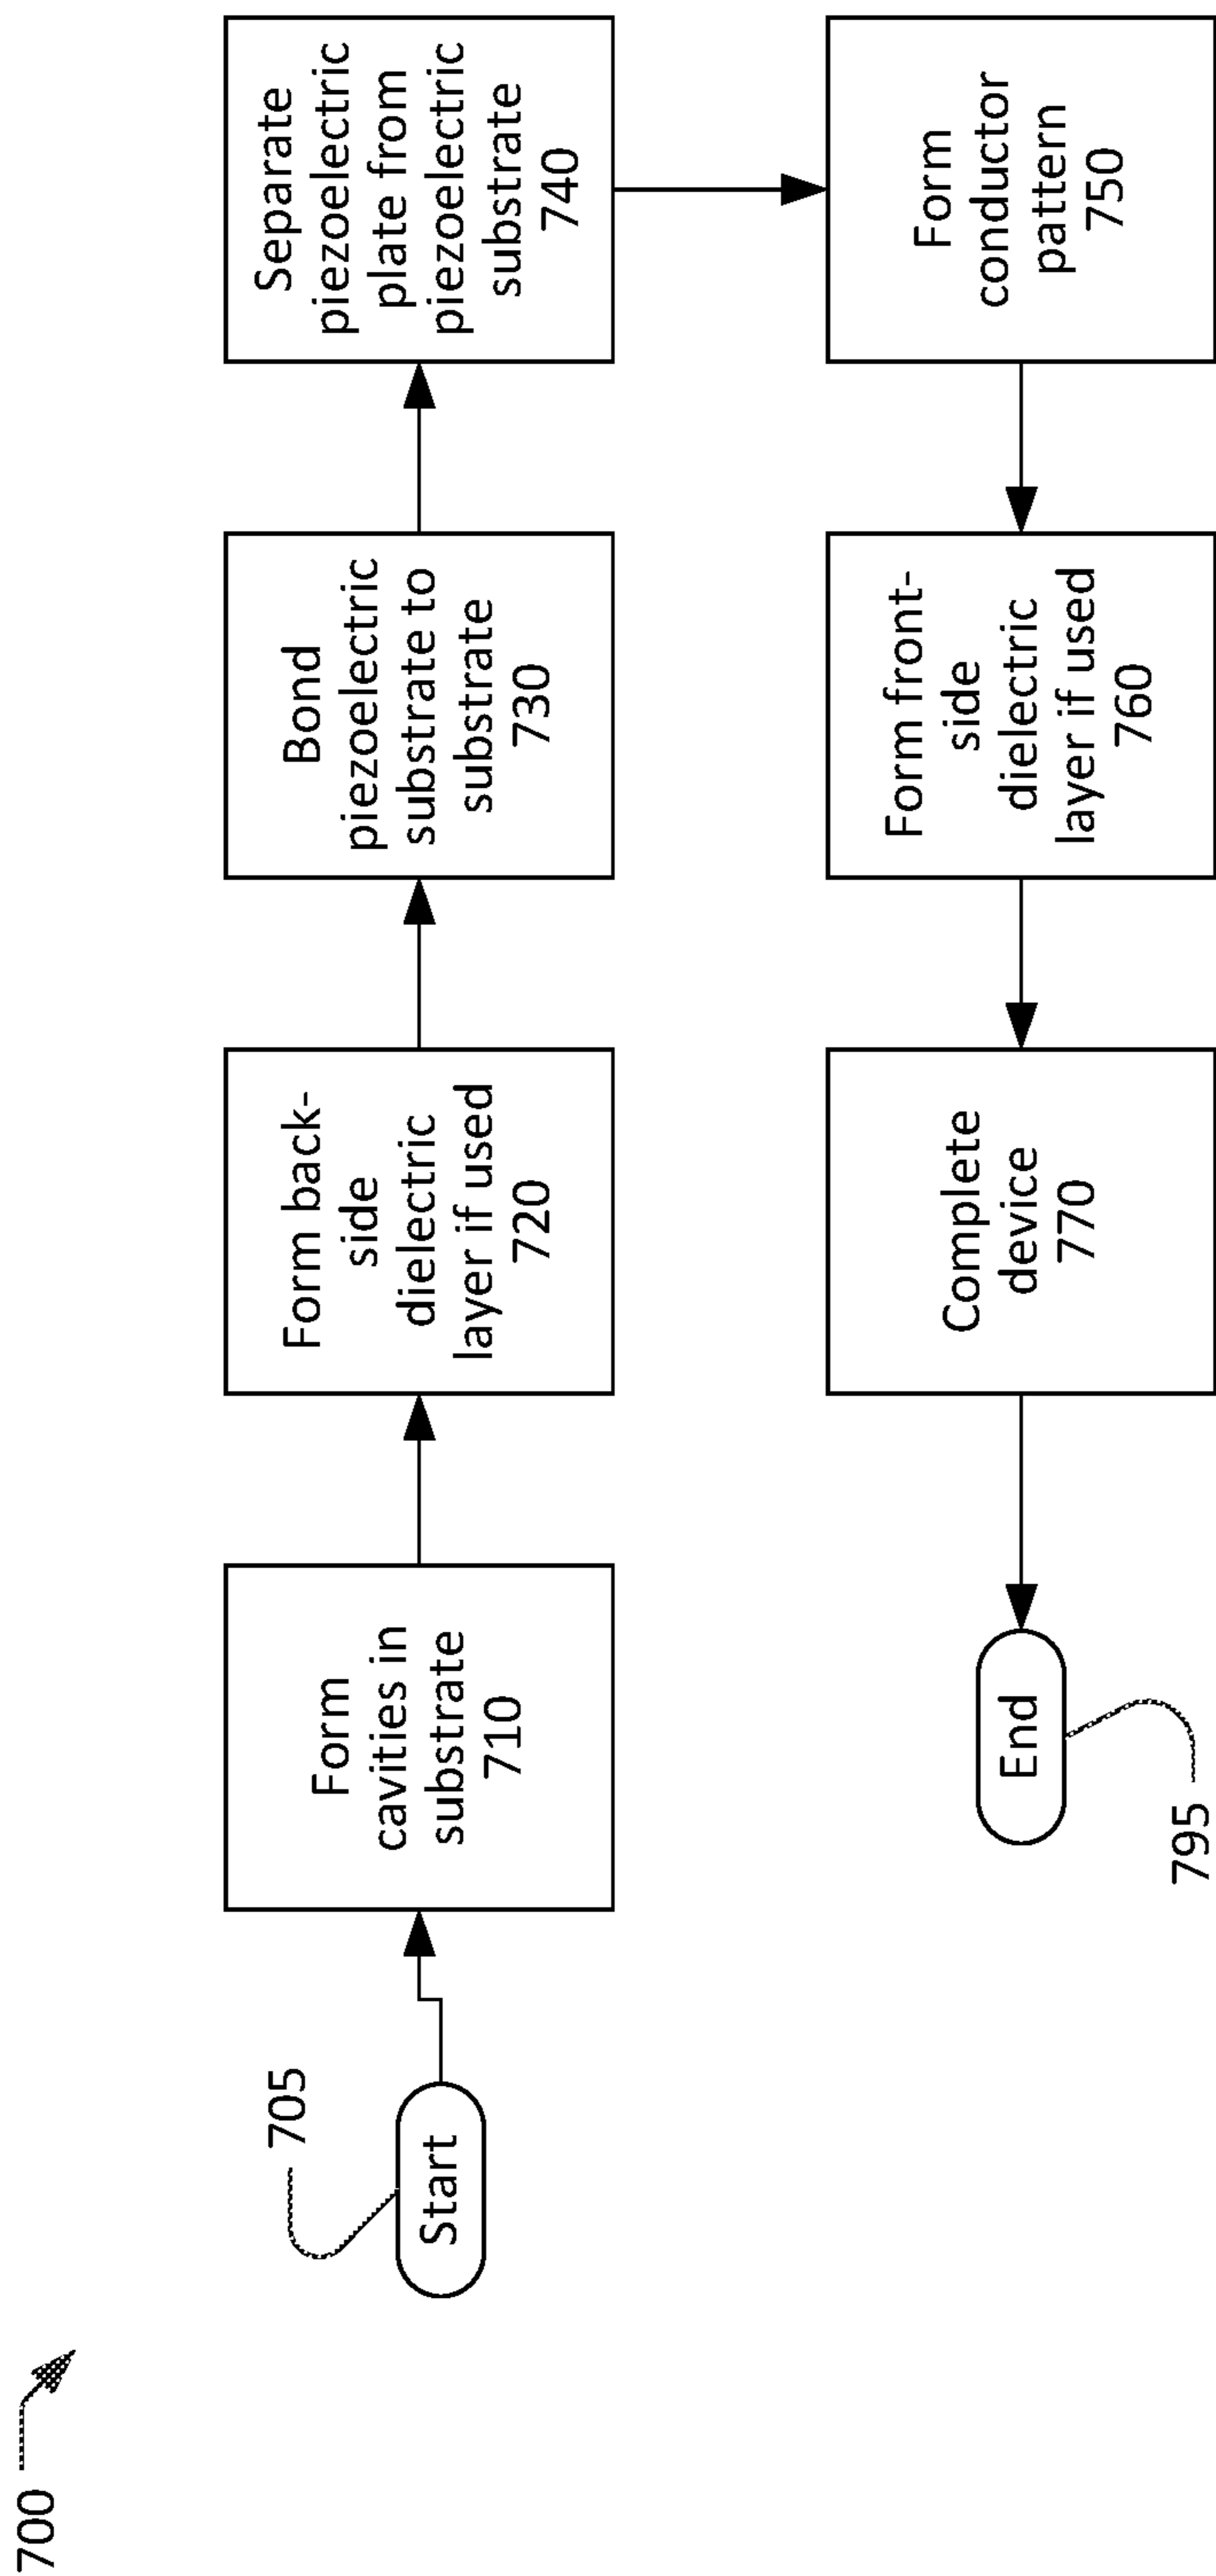 700
705
Start
Form
cavities in
substrate
710
Form back-
side
dielectric
layer if used
720
Bond
piezoelectric
substrate to
substrate
730
Separate
piezoelectric
plate from
piezoelectric
substrate
740
Form
conductor
pattern
750
Form front-
side
dielectric
layer if used
760
Complete
device
770
End
795